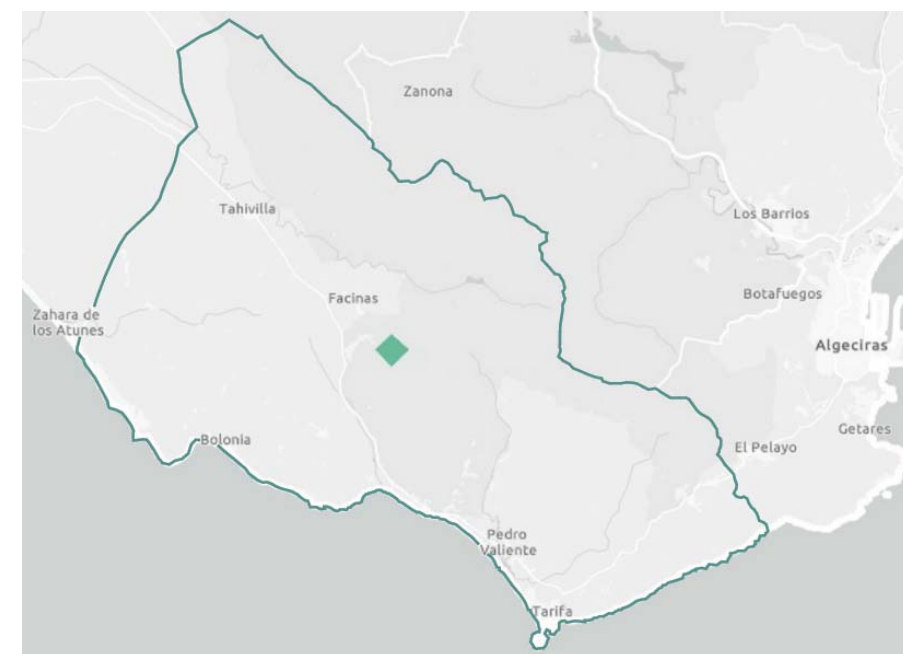 Zanona
Tahivilla
Los Barrios
Facinas
Botafuegos
Zahara de
los Atunes
Algeciras
Getares
Bolonia
El Pelayo
Pedro
Valiente
Tarifa